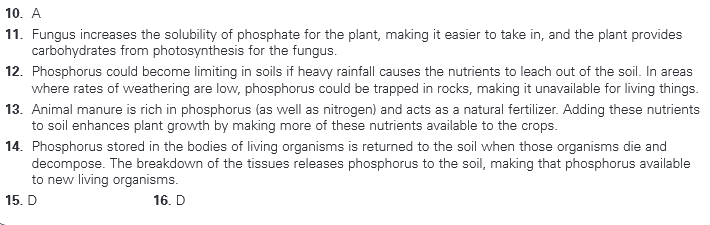 10. A
11. Fungus increases the solubility of phosphate for the plant, making it easier to take in, and the plant provides
carbohydrates from photosynthesis for the fungus.
12. Phosphorus could become limiting in soils if heavy rainfall causes the nutrients to leach out of the soil. In areas
where rates of weathering are low, phosphorus could be trapped in rocks, making it unavailable for living things.
13. Animal manure is rich in phosphorus (as well as nitrogen) and acts as a natural fertilizer. Adding these nutrients
to soil enhances plant growth by making more of these nutrients available to the crops.
14. Phosphorus stored in the bodies of living organisms is returned to the soil when those organisms die and
decompose. The breakdown of the tissues releases phosphorus to the soil, making that phosphorus available
to new living organisms.
15. D 16. D